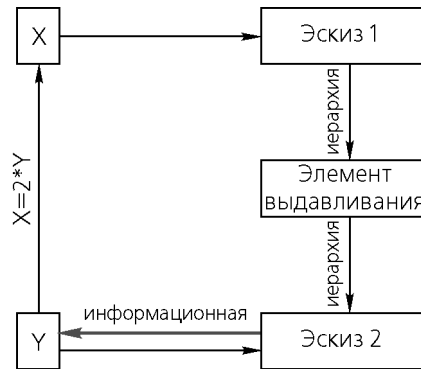 X
Эскиз 1
иерархия
Элемент
выдавливания
X=2*Y
иерархия
информационная
Y
Эскиз 2